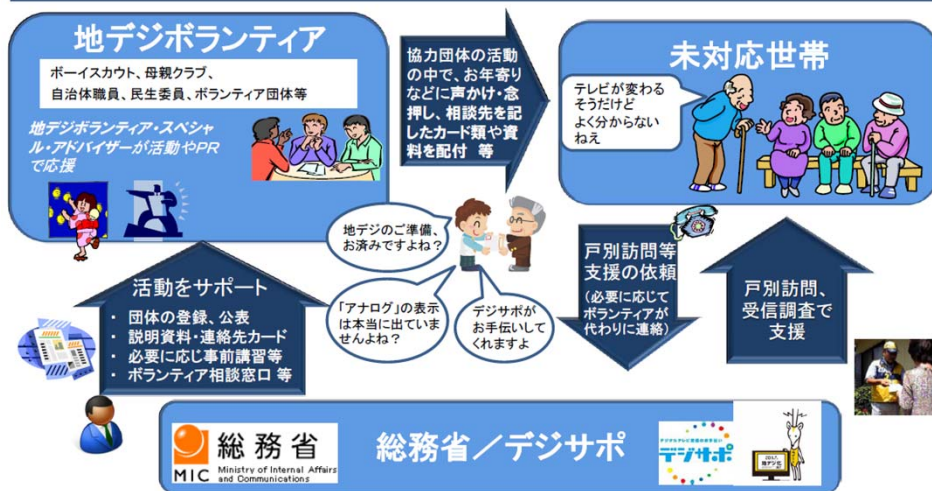 地デジボランティア
ボーイスカウト、母親クラブ、
自治体職員、民生委員、ボランティア団体等
地デジボランティア・スペシャ
ル・アドバイザーが活動やPR
で応援
協力団体の活動
の中で、お年寄り
などに声かけ・念
押し、相談先を記
したカード類や資
料を配付 等
未対応世帯
テレビが変わる
そうだけど
よく分からない
ねえ
地デジのご準備、
お済みですよね？
「アナログ」の表示
は本当に出ていま
せんよね？
デジサポが
お手伝いして
くれますよ
戸別訪問等
支援の依頼
(必要に応じて
ボランティアが
代わりに連絡)
戸別訪問、
受信調査で
支援
活動をサポート
・ 団体の登録、公表
・ 説明資料・連絡先カード
・ 必要に応じ事前講習等
・ ボランティア相談窓口 等
MIC
総務省
Ministry of Internal Affairs
and Communications
総務省／デジサポ
デジサポ
地デジ化